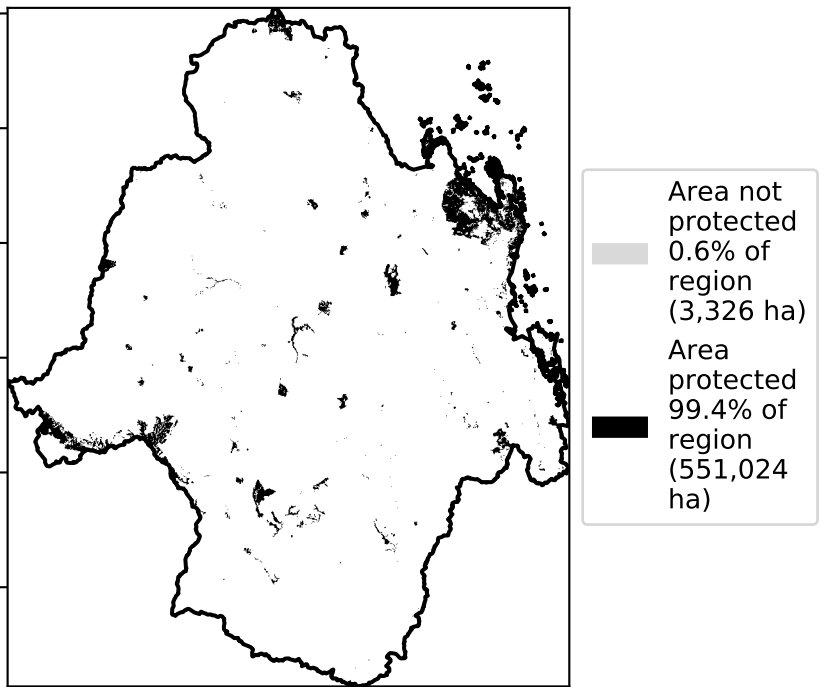 Area not
protected
0.6% of
region
(3,326 ha)
Area
protected
99.4% of
region
(551,024
ha)